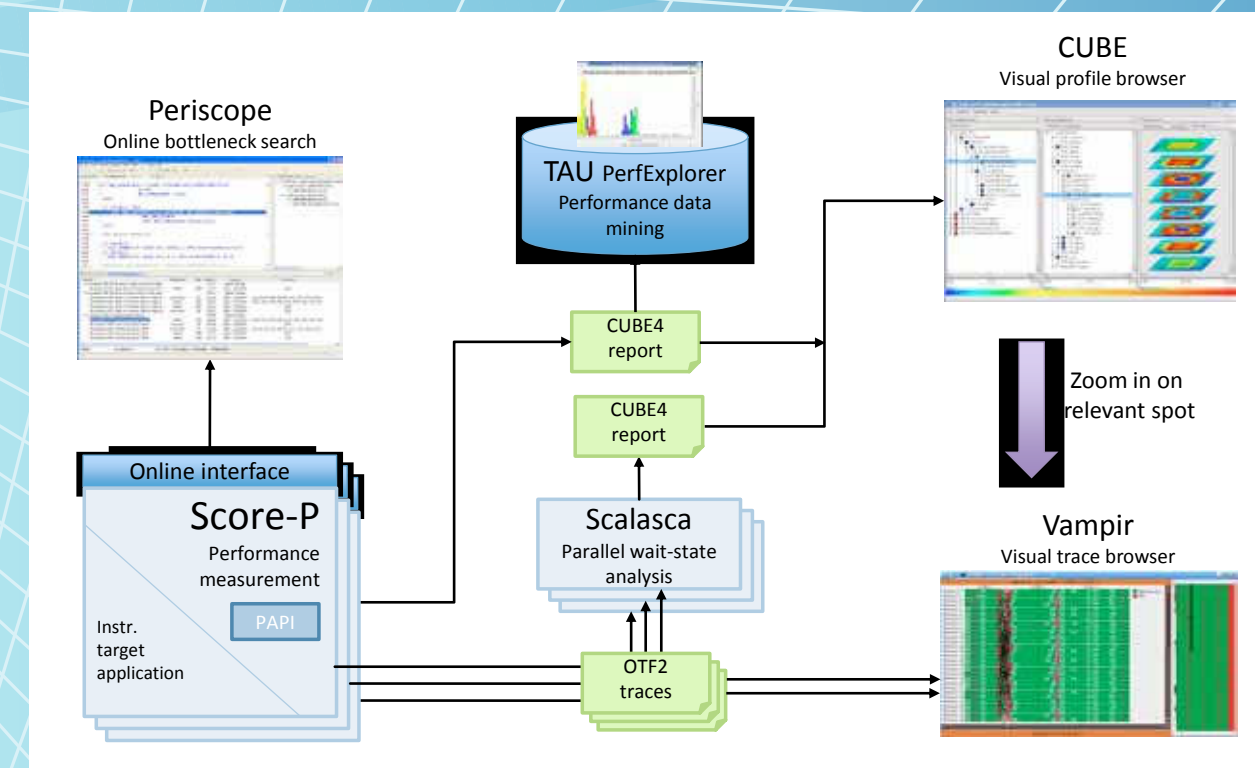 CUBE
Visual profile browser
Periscope
Online bottleneck search
TAU PerfExplorer
Performance data
mining
CUBE4
report
Zoom in on
relevant spot
CUBE4
report
Online interface
Score-P
Performance
measurement
PAPI
Instr.
target
application
Scalasca
Parallel wait-state
analysis
OTF2
traces
Vampir
Visual trace browser